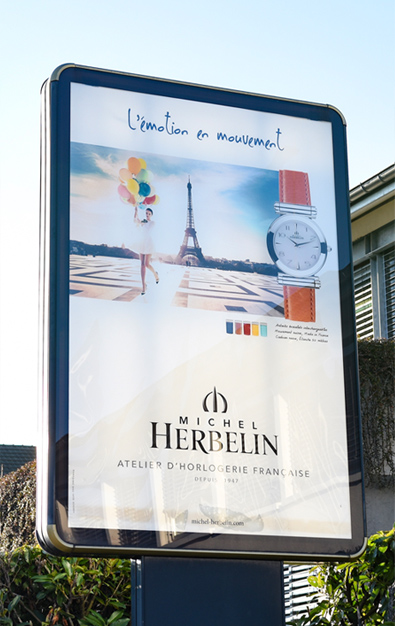 L'émotion en mouvement
MICHEL
HERBELIN
ATELIER D'HORLOGERIE FRANÇAISE
DEPUIS 1947
michel-herbelin.com